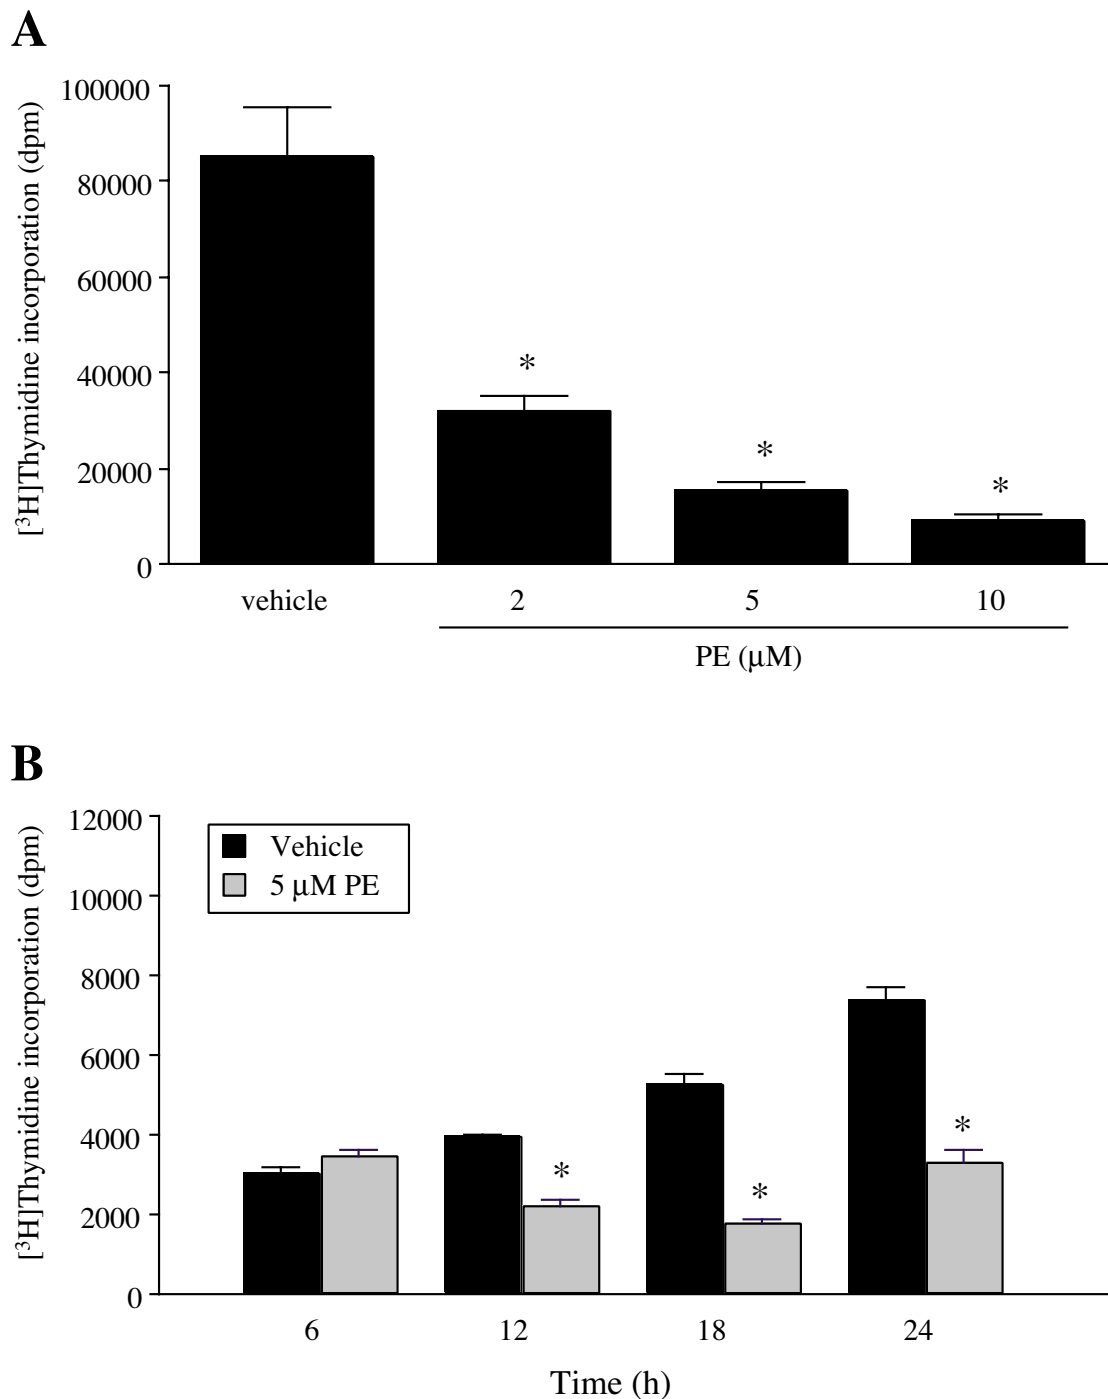 A
[³H]Thymidine incorporation (dpm)
100000
80000
60000
40000
20000
0
*
*
*
vehicle 2 5 10
PE (μM)
B
[³H]Thymidine incorporation (dpm)
12000
10000
8000
6000
4000
2000
0
Vehicle
5 μM PE
*
*
*
6 12 18 24
Time (h)